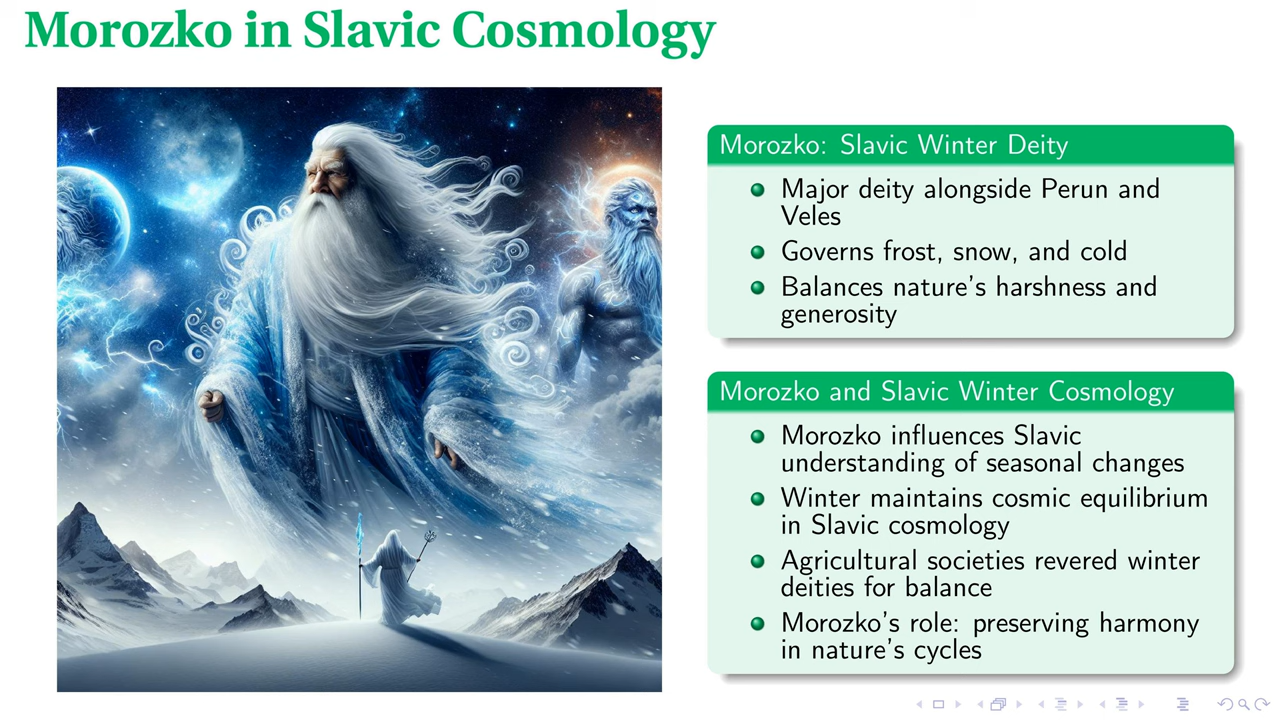 Morozko in Slavic Cosmology
Morozko: Slavic Winter Deity
Major deity alongside Perun and
Veles
Governs frost, snow, and cold
Balances nature's harshness and
generosity
Morozko and Slavic Winter Cosmology
Morozko influences Slavic
understanding of seasonal changes
Winter maintains cosmic equilibrium
in Slavic cosmology
Agricultural societies revered winter
deities for balance
Morozko's role: preserving harmony
in nature's cycles